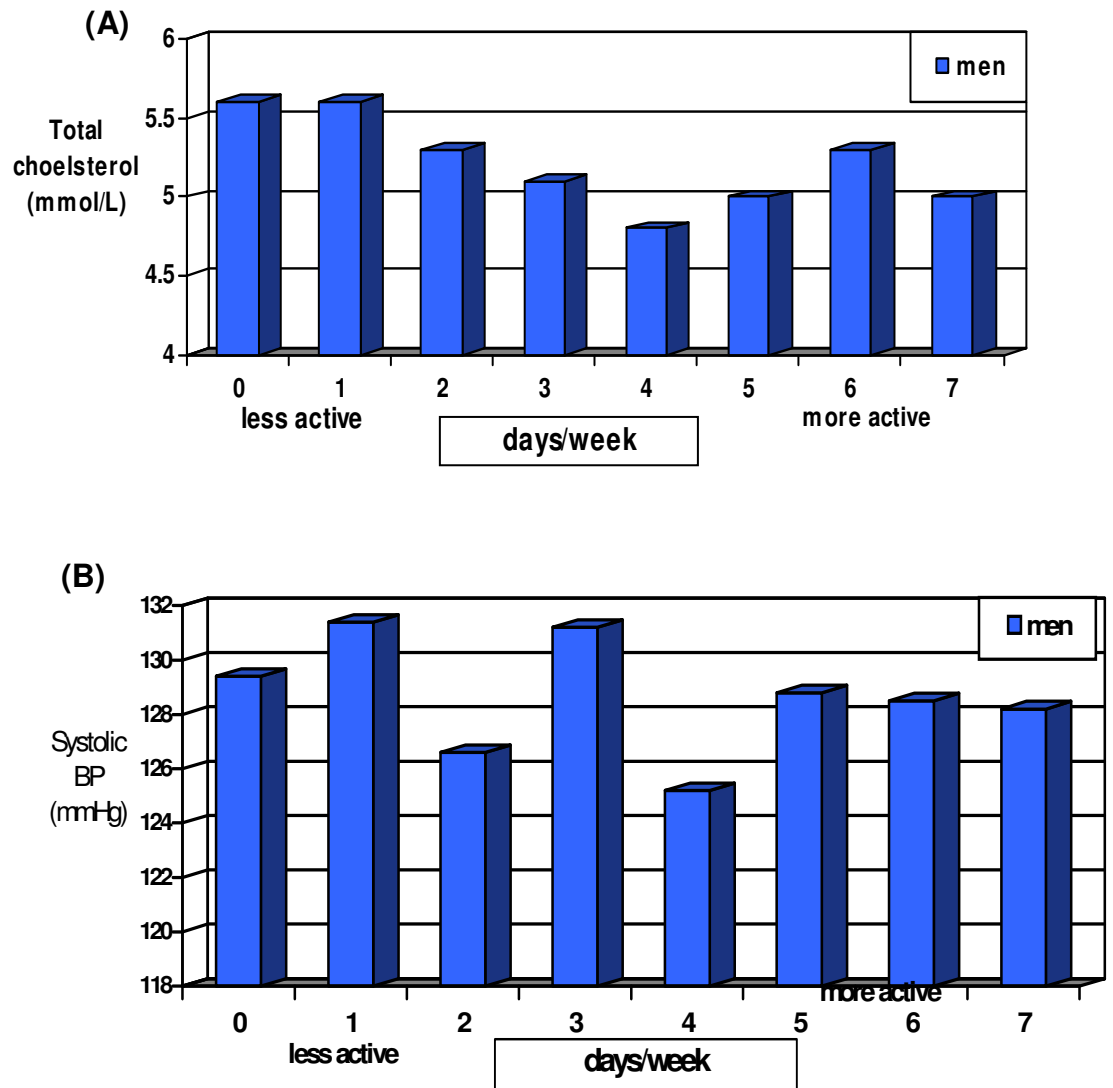 (A)
6
men
5.5
Total
choelsterol
(mmol/L)
5
4.5
4
0 1 2 3 4 5 6 7
less active
more active
days/week
(B)
132
men
130
128
Systolic
BP
(mmHg)
126
124
122
120
118
more active
0 1 2 3 4 5 6 7
less active
days/week